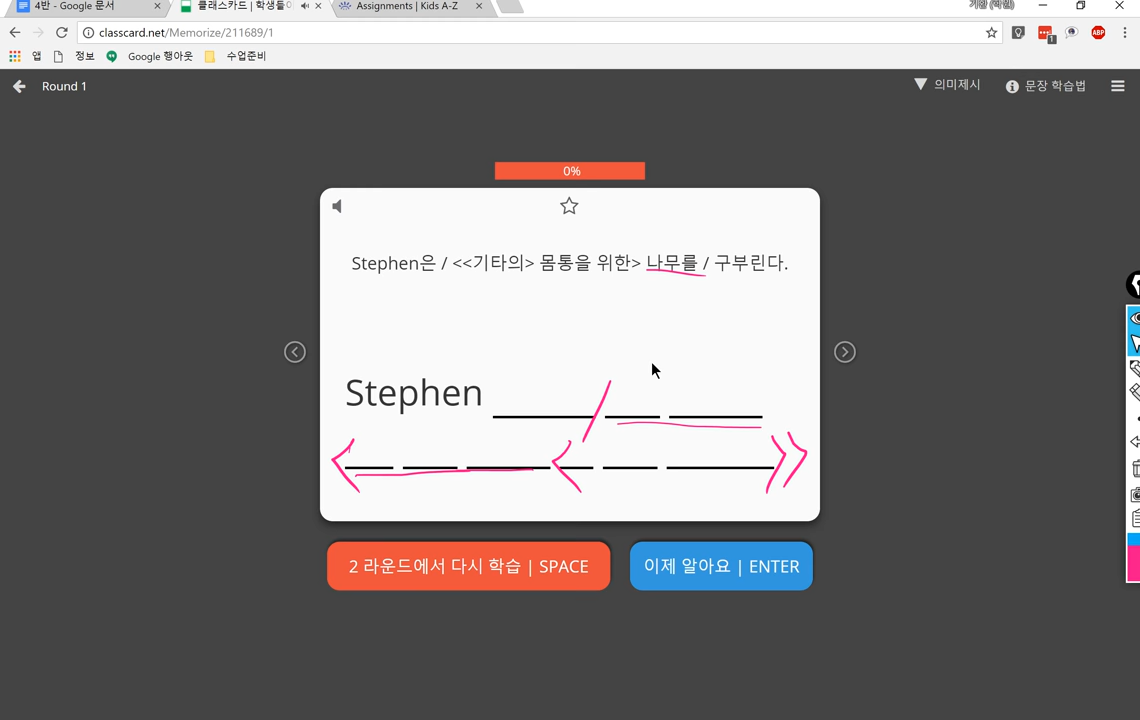 4반 - Google 문서
클래스카드 | 학생들이
Assignments | Kids A-Z
classcard.net/Memorize/211689/1
1
ABP
앱
정보
Google 행아웃
수업준비
Round 1
의미제시
문장 학습법
0%
Stephen은 / <<기타의> 몸통을 위한> 나무를 / 구부린다.
Stephen
2 라운드에서 다시 학습 | SPACE
이제 알아요 | ENTER